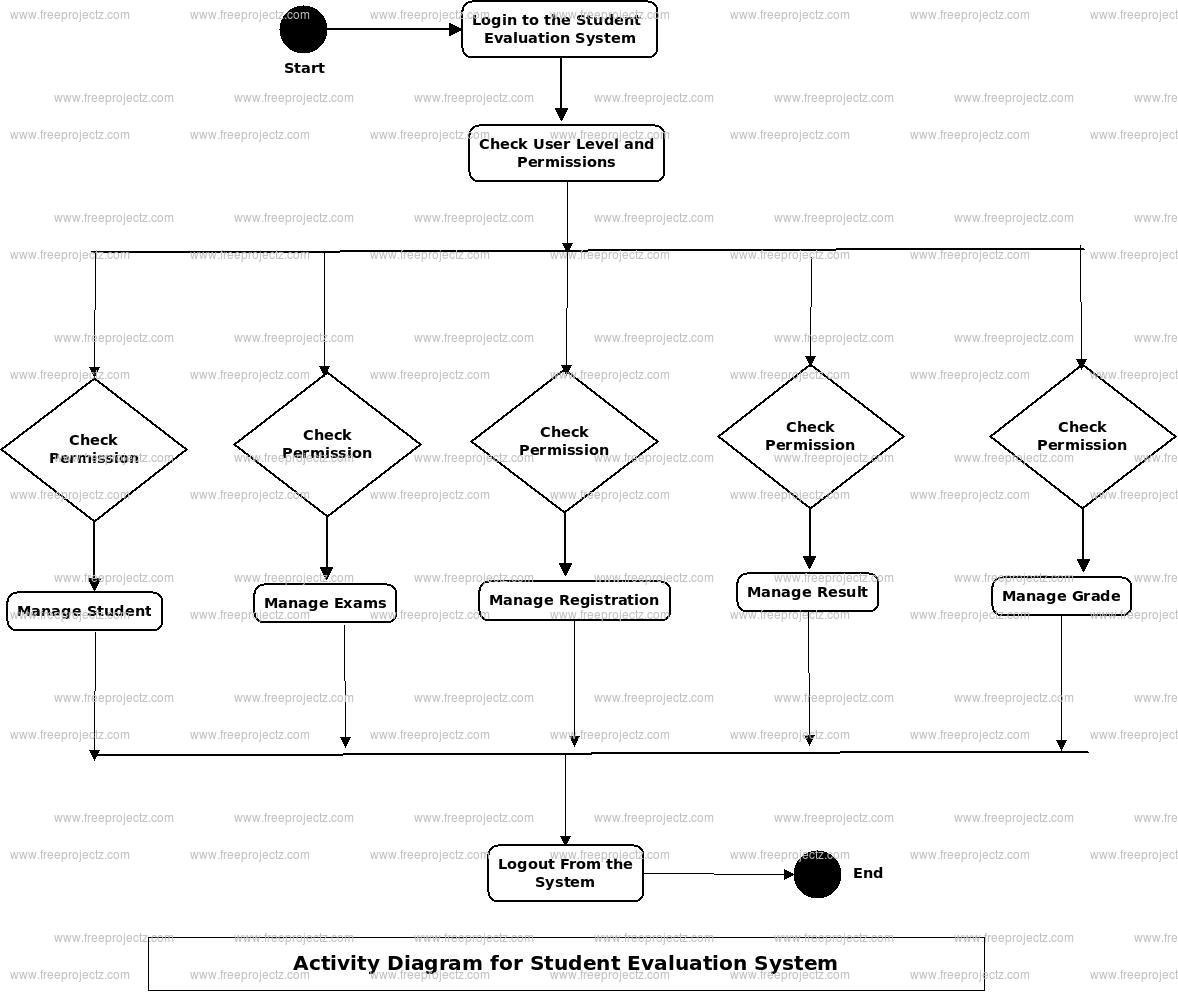 Login to the Student
Evaluation System
Start
Check User Level and
Permissions
Check
Permission
Check
Permission
Check
Permission
Check
Permission
Check
Permission
Manage Student
Manage Exams
Manage Registration
Manage Result
Manage Grade
Logout From the
System
End
Activity Diagram for Student Evaluation System
www.freeprojectz.com